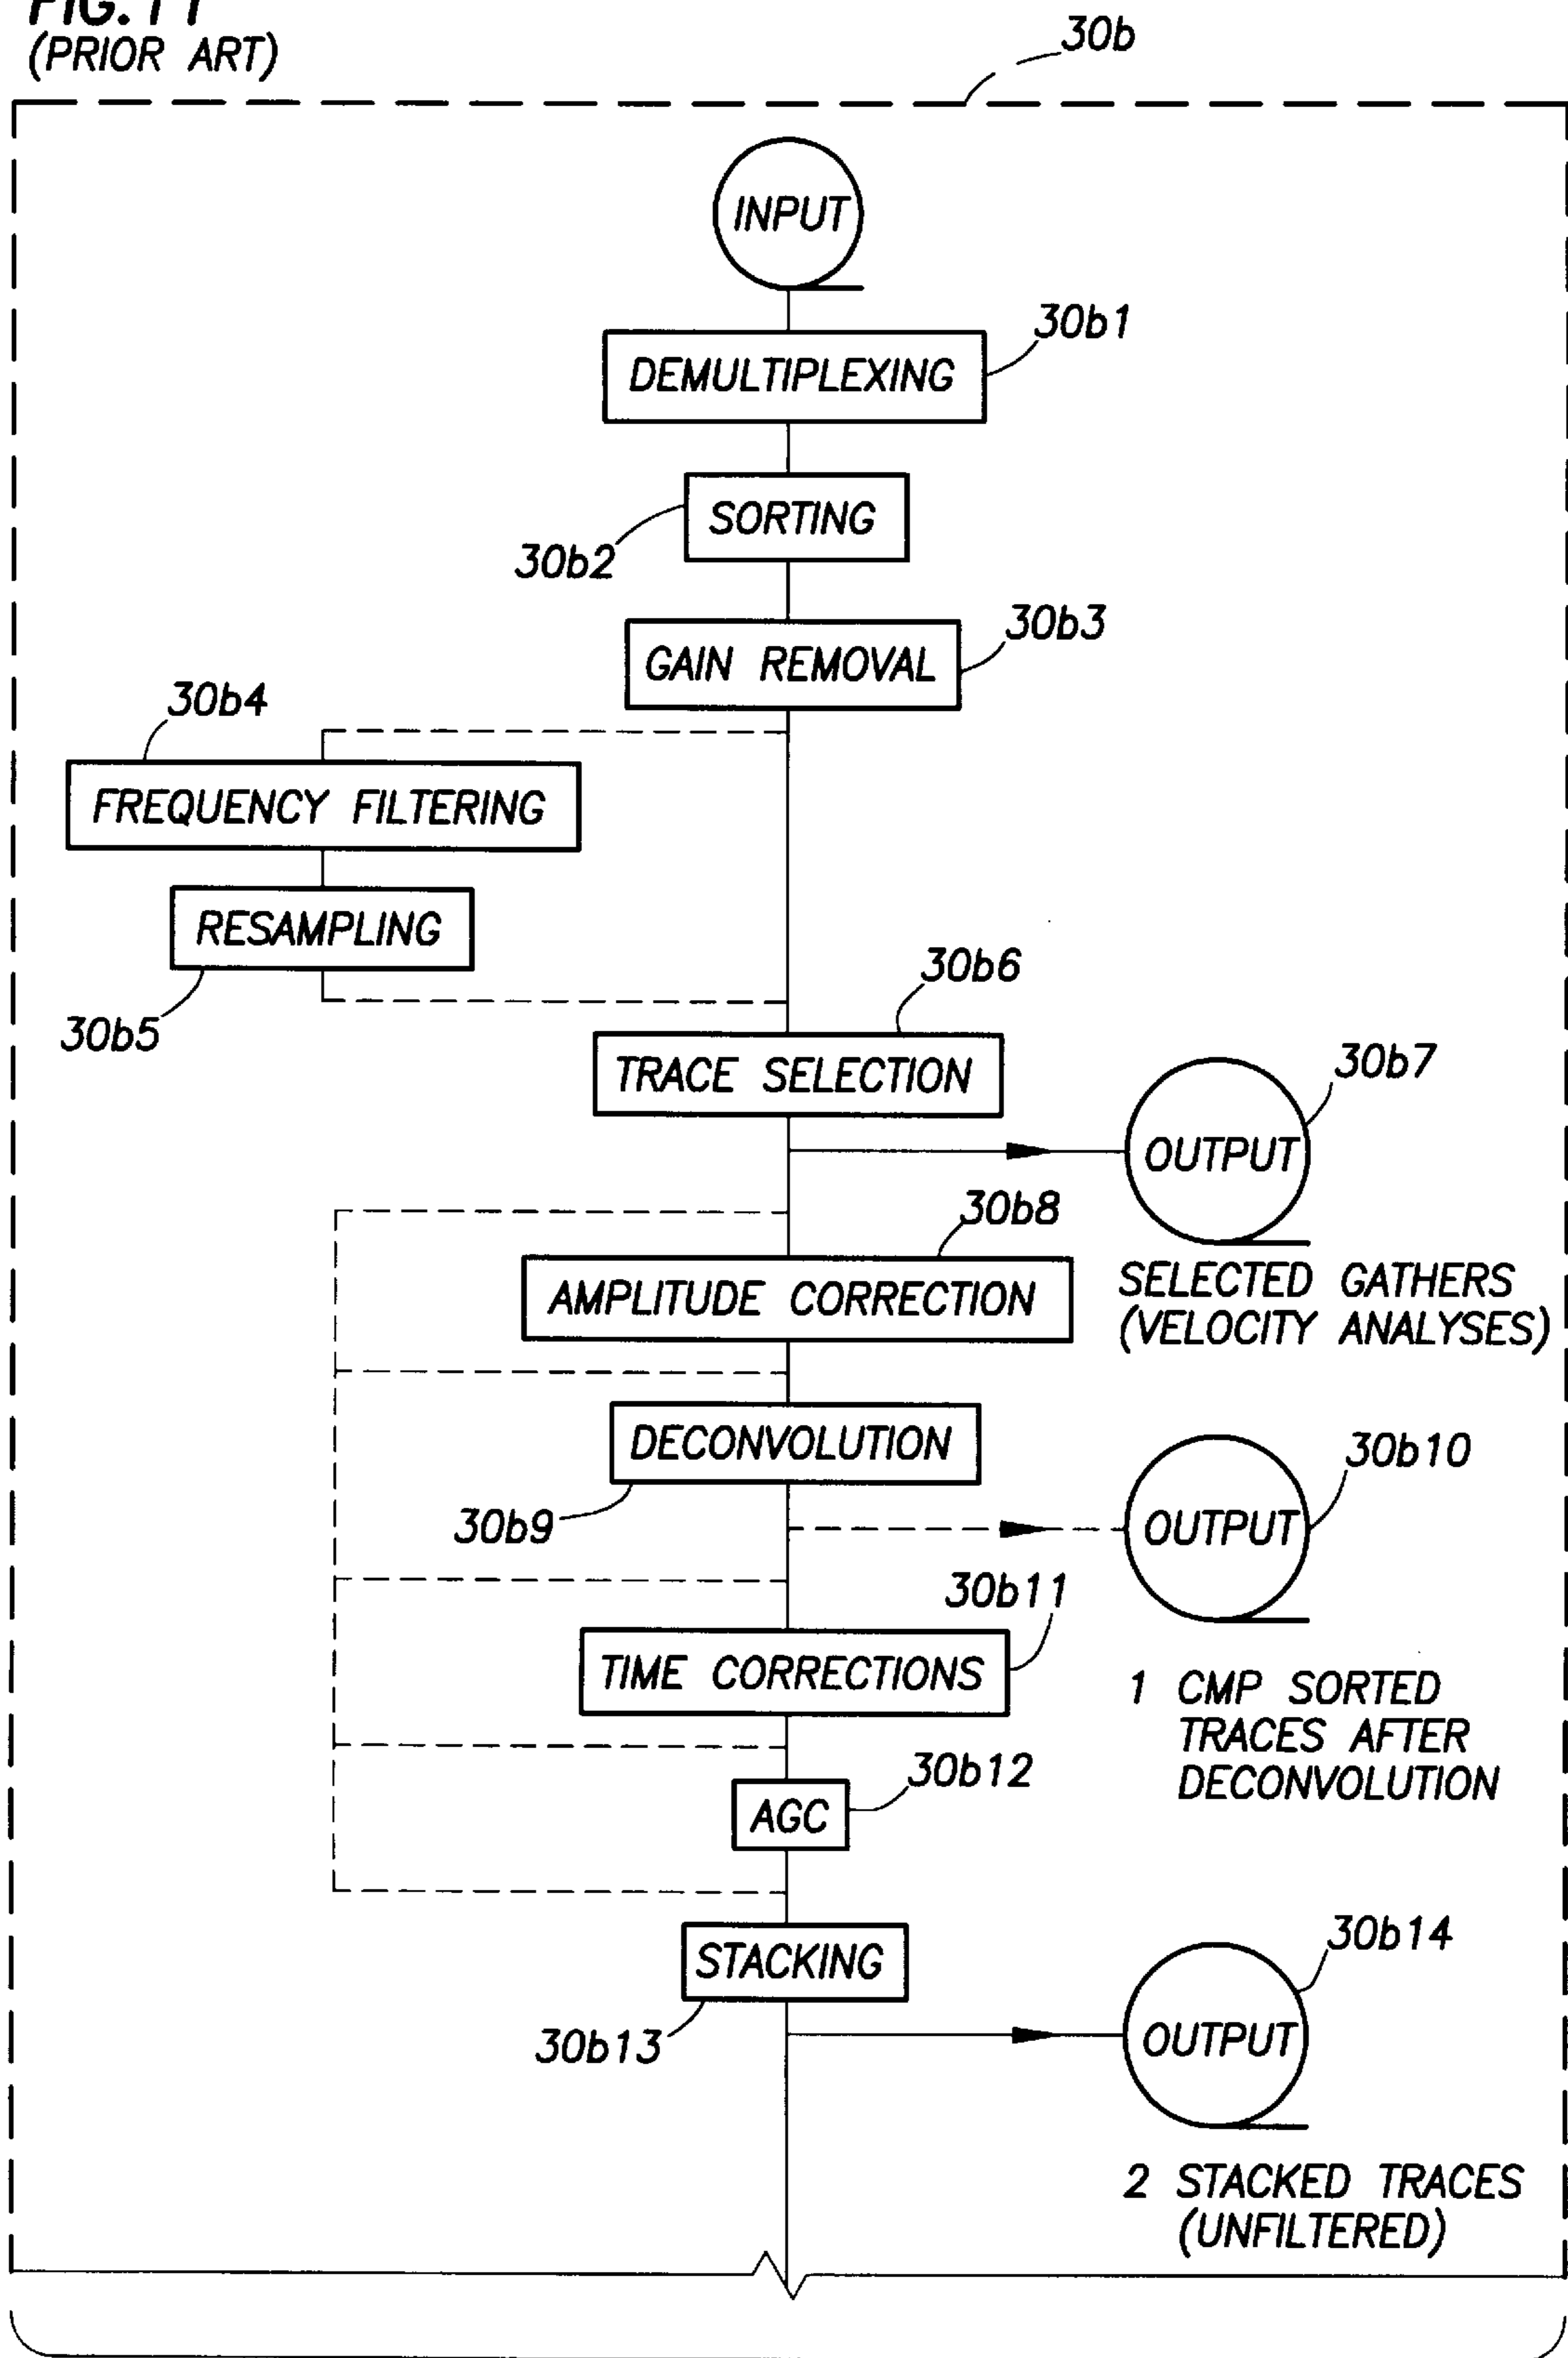 FIG.11
(PRIOR ART)
30b
INPUT
30b1
DEMULTIPLEXING
SORTING
30b2
30b3
GAIN REMOVAL
30b4
FREQUENCY FILTERING
RESAMPLING
30b5
30b6
TRACE SELECTION
30b7
OUTPUT
SELECTED GATHERS
(VELOCITY ANALYSES)
30b8
AMPLITUDE CORRECTION
DECONVOLUTION
30b9
30b10
OUTPUT
1 CMP SORTED
TRACES AFTER
DECONVOLUTION
30b11
TIME CORRECTIONS
30b12
AGC
STACKING
30b13
30b14
OUTPUT
2 STACKED TRACES
(UNFILTERED)